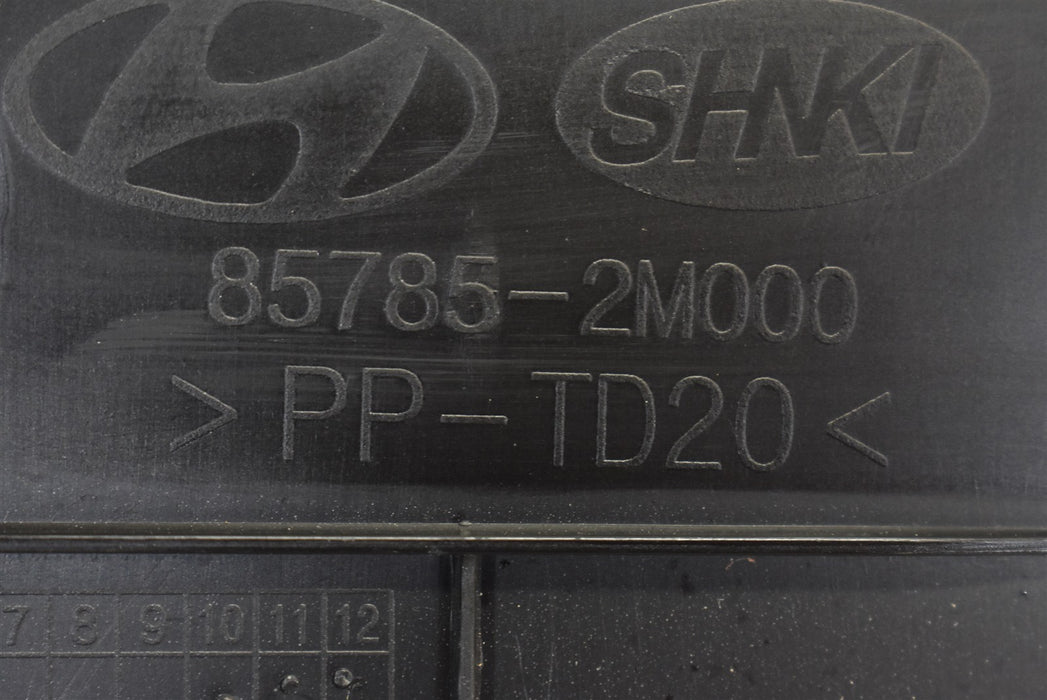 SHNKI
85785-2M000
>PP-TD20<
7 8 9 10 11 12